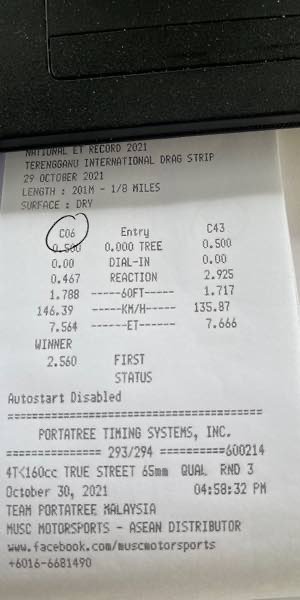 NATIONAL ET RECORD 2021
TERENGGANU INTERNATIONAL DRAG STRIP
29 OCTOBER 2021
LENGTH : 201M - 1/8 MILES
SURFACE : DRY
C06 Entry C43
0.500 0.000 TREE 0.500
0.00 DIAL-IN 0.00
0.467 REACTION 2.925
1.788 -----60FT----- 1.717
146.39 -----KM/H----- 135.87
7.564 ------ET------ 7.666
WINNER
2.560 FIRST
STATUS
Autostart Disabled
======================================
PORTATREE TIMING SYSTEMS, INC.
============== 293/294 ==========600214
4T<160cc TRUE STREET 65mm QUAL RND 3
October 30, 2021 04:58:32 PM
TEAM PORTATREE MALAYSIA
MUSC MOTORSPORTS - ASEAN DISTRIBUTOR
www.facebook.com/muscmotorsports
+6016-6681490